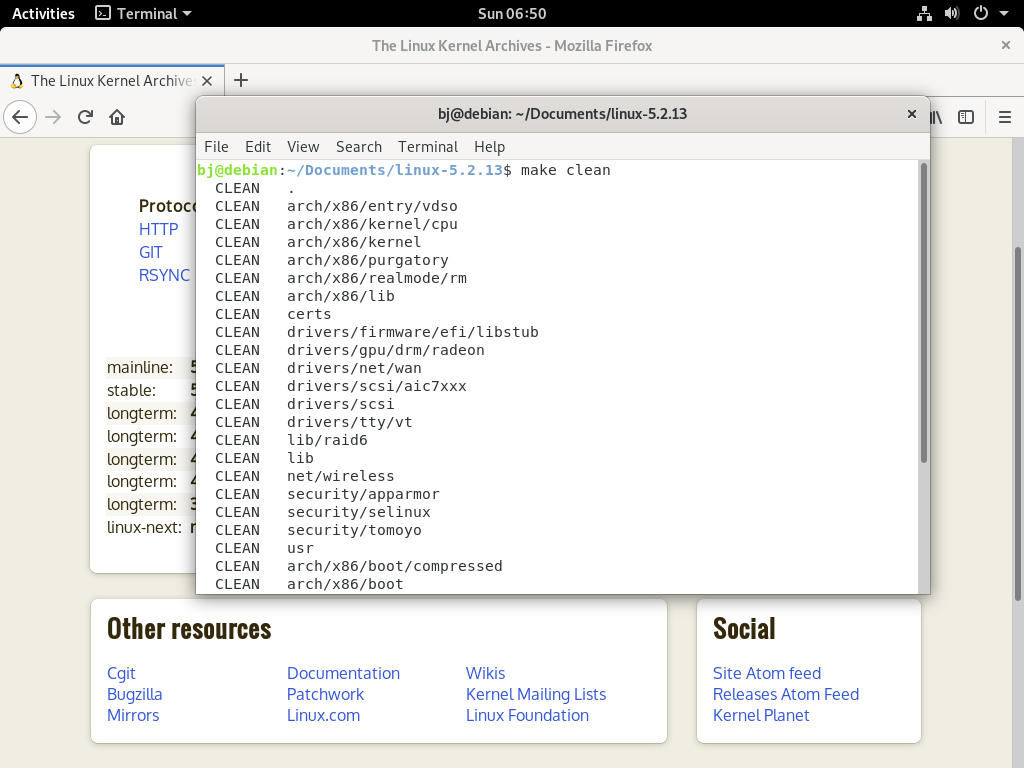 Activities Terminal Sun 06:50
The Linux Kernel Archives - Mozilla Firefox
The Linux Kernel Archives
bj@debian: ~/Documents/linux-5.2.13
File Edit View Search Terminal Help
bj@debian:~/Documents/linux-5.2.13$ make clean
CLEAN .
CLEAN arch/x86/entry/vdso
CLEAN arch/x86/kernel/cpu
CLEAN arch/x86/kernel
CLEAN arch/x86/purgatory
CLEAN arch/x86/realmode/rm
CLEAN arch/x86/lib
CLEAN certs
CLEAN drivers/firmware/efi/libstub
CLEAN drivers/gpu/drm/radeon
CLEAN drivers/net/wan
CLEAN drivers/scsi/aic7xxx
CLEAN drivers/scsi
CLEAN drivers/tty/vt
CLEAN lib/raid6
CLEAN lib
CLEAN net/wireless
CLEAN security/apparmor
CLEAN security/selinux
CLEAN security/tomoyo
CLEAN usr
CLEAN arch/x86/boot/compressed
CLEAN arch/x86/boot
Protoco
HTTP
GIT
RSYNC
mainline: 5
stable: 5
longterm: 4
longterm: 4
longterm: 4
longterm: 4
longterm: 3
linux-next:
Other resources
Cgit Documentation Wikis
Bugzilla Patchwork Kernel Mailing Lists
Mirrors Linux.com Linux Foundation
Social
Site Atom feed
Releases Atom Feed
Kernel Planet